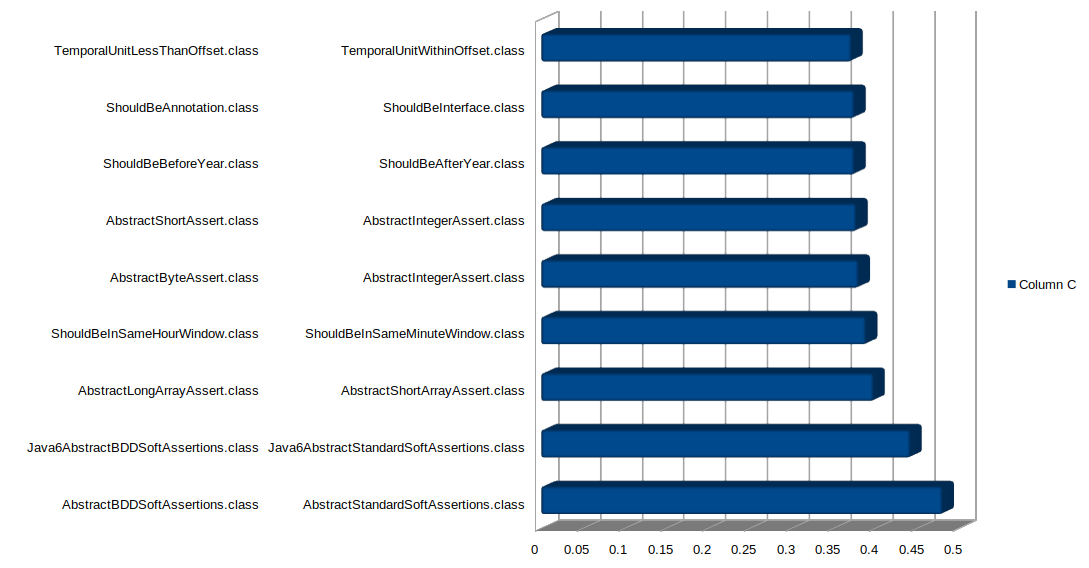 TemporalUnitLessThanOffset.class TemporalUnitWithinOffset.class
ShouldBeAnnotation.class ShouldBeInterface.class
ShouldBeBeforeYear.class ShouldBeAfterYear.class
AbstractShortAssert.class AbstractIntegerAssert.class
AbstractByteAssert.class AbstractIntegerAssert.class
Column C
ShouldBeInSameHourWindow.class ShouldBeInSameMinuteWindow.class
AbstractLongArrayAssert.class AbstractShortArrayAssert.class
Java6AbstractBDDSoftAssertions.class Java6AbstractStandardSoftAssertions.class
AbstractBDDSoftAssertions.class AbstractStandardSoftAssertions.class
0 0.05 0.1 0.15 0.2 0.25 0.3 0.35 0.4 0.45 0.5